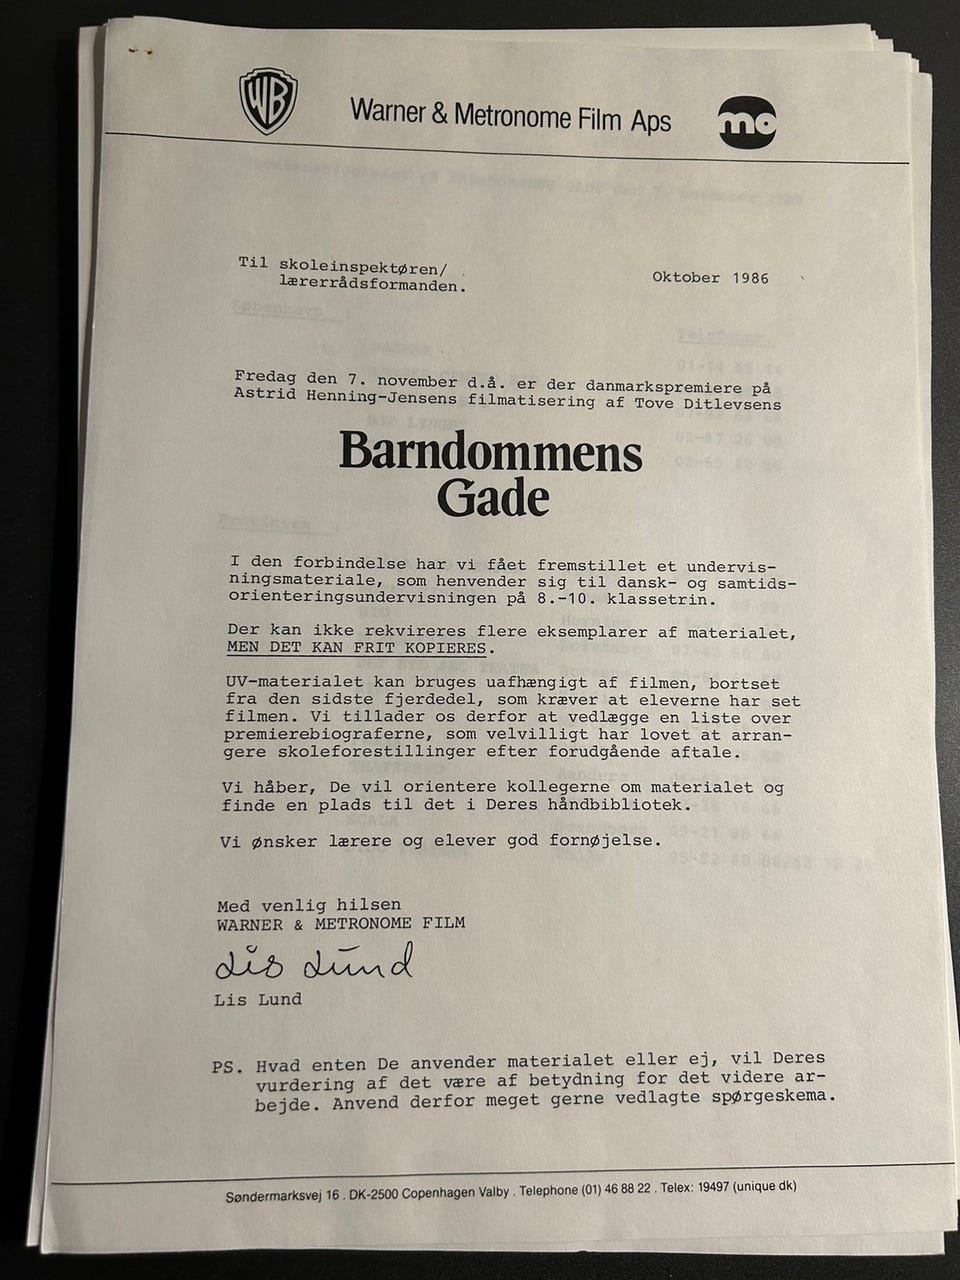 WB
Warner & Metronome Film Aps
mo
Til skoleinspektøren/
lærerrådsformanden.
Oktober 1986
Fredag den 7. november d.å. er der danmarkspremiere på
Astrid Henning-Jensens filmatisering af Tove Ditlevsens
Barndommens
Gade
I den forbindelse har vi fået fremstillet et undervis-
ningsmateriale, som henvender sig til dansk- og samtids-
orienteringsundervisningen på 8.-10. klassetrin.
Der kan ikke rekvireres flere eksemplarer af materialet,
MEN DET KAN FRIT KOPIERES.
UV-materialet kan bruges uafhængigt af filmen, bortset
fra den sidste fjerdedel, som kræver at eleverne har set
filmen. Vi tillader os derfor at vedlægge en liste over
premierebiograferne, som velvilligt har lovet at arran-
gere skoleforestillinger efter forudgående aftale.
Vi håber, De vil orientere kollegerne om materialet og
finde en plads til det i Deres håndbibliotek.
Vi ønsker lærere og elever god fornøjelse.
Med venlig hilsen
WARNER & METRONOME FILM
Lis Lund
Lis Lund
PS. Hvad enten De anvender materialet eller ej, vil Deres
vurdering af det være af betydning for det videre ar-
bejde. Anvend derfor meget gerne vedlagte spørgeskema.
Søndermarksvej 16 . DK-2500 Copenhagen Valby . Telephone (01) 46 88 22 . Telex: 19497 (unique dk)